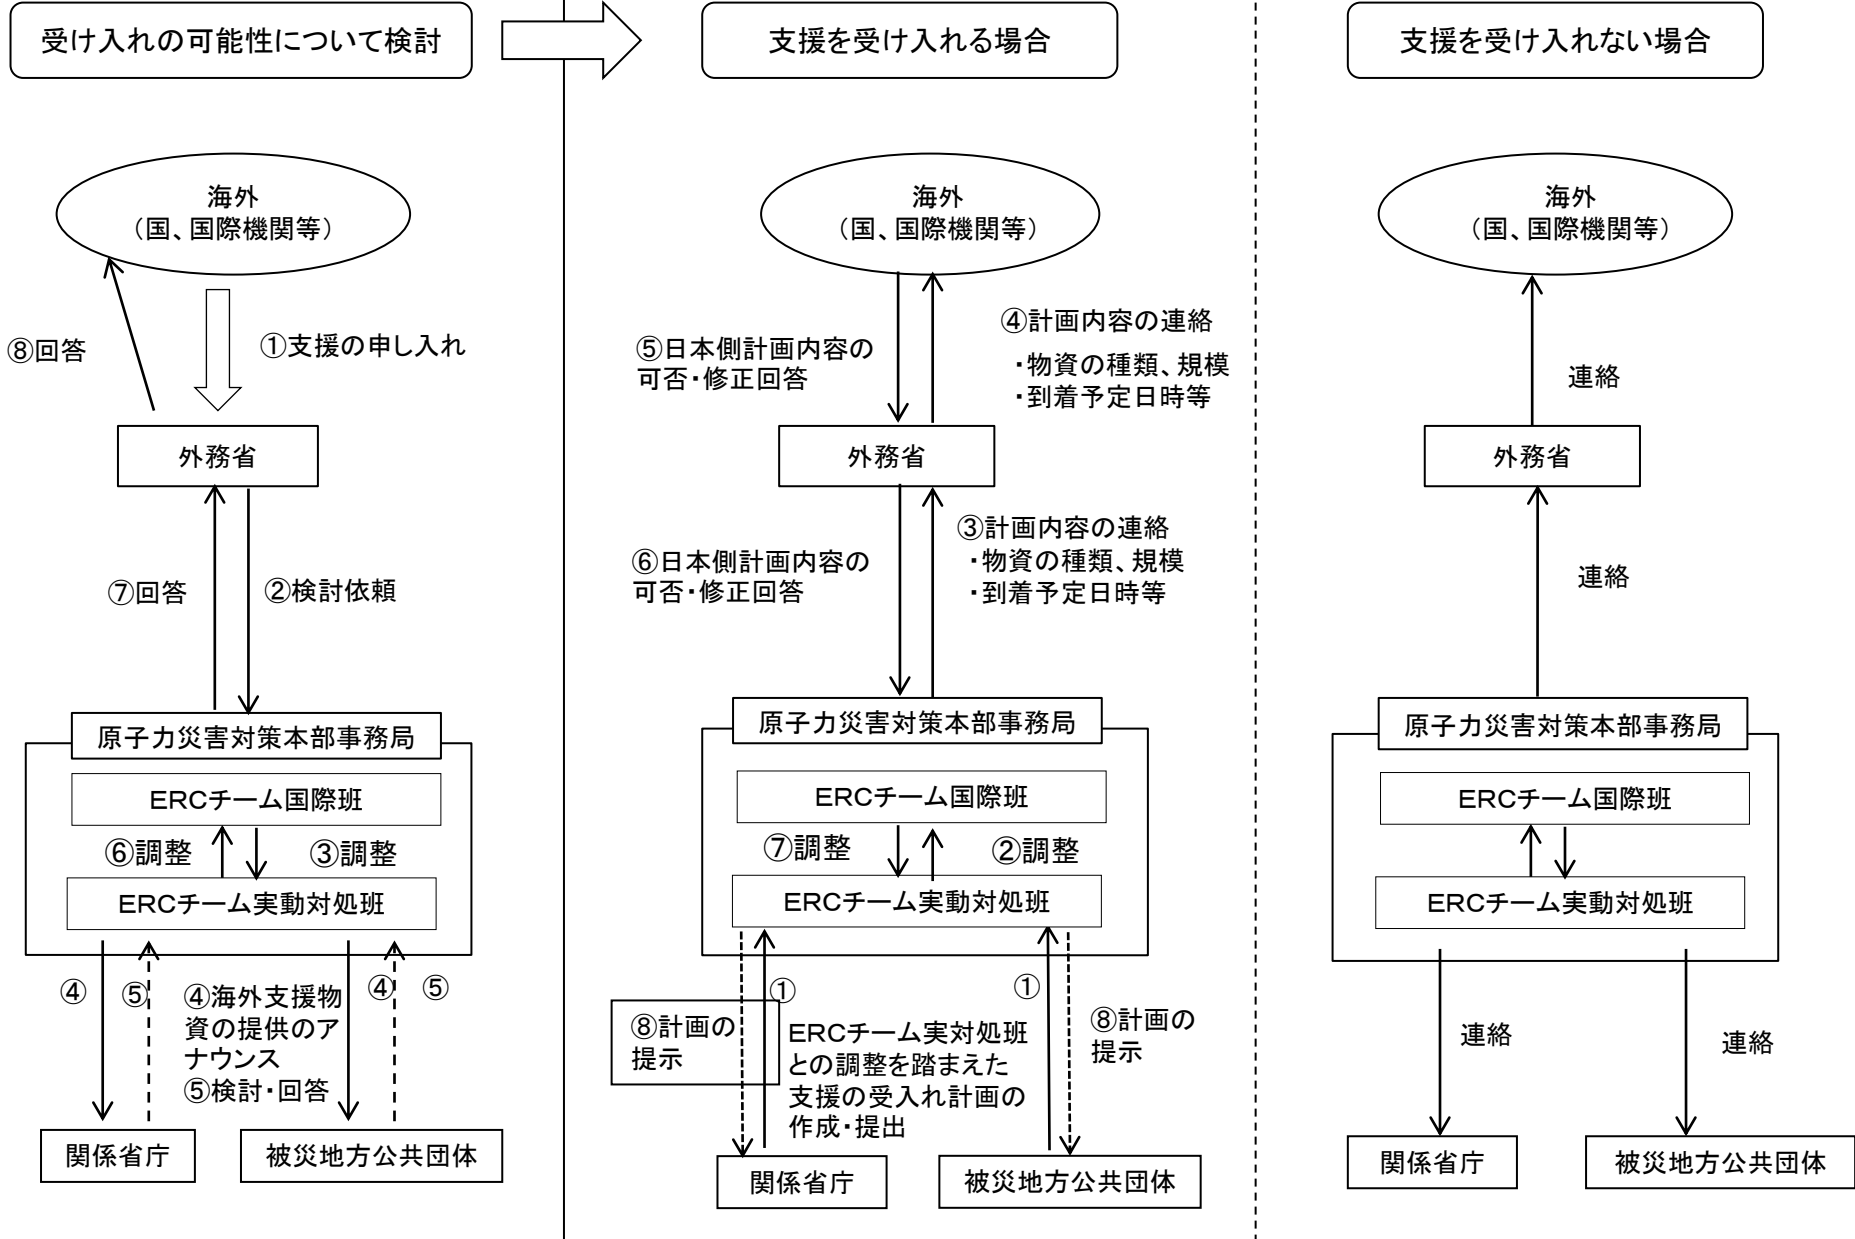 受け入れの可能性について検討
海外
（国、国際機関等）
⑧回答
①支援の申し入れ
外務省
⑦回答
②検討依頼
原子力災害対策本部事務局
ERCチーム国際班
⑥調整
③調整
ERCチーム実動対処班
④
⑤
④海外支援物
資の提供のア
ナウンス
⑤検討・回答
④
⑤
関係省庁
被災地方公共団体
支援を受け入れる場合
海外
（国、国際機関等）
⑤日本側計画内容の
可否・修正回答
④計画内容の連絡
・物資の種類、規模
・到着予定日時等
外務省
⑥日本側計画内容の
可否・修正回答
③計画内容の連絡
・物資の種類、規模
・到着予定日時等
原子力災害対策本部事務局
ERCチーム国際班
⑦調整
②調整
ERCチーム実動対処班
①
①
⑧計画の
提示
ERCチーム実対処班
との調整を踏まえた
支援の受入れ計画の
作成・提出
⑧計画の
提示
関係省庁
被災地方公共団体
支援を受け入れない場合
海外
（国、国際機関等）
連絡
外務省
連絡
原子力災害対策本部事務局
ERCチーム国際班
ERCチーム実動対処班
連絡
連絡
関係省庁
被災地方公共団体